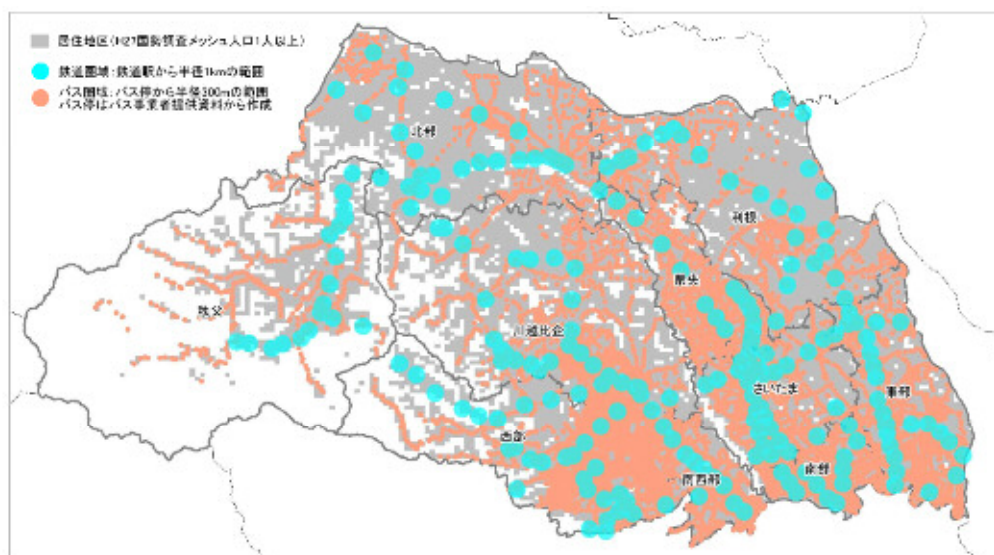 居住地区(H27国勢調査メッシュ人口1人以上)
鉄道圏域:鉄道駅から半径1kmの範囲
バス圏域:バス停から半径300mの範囲
バス停はバス事業者提供資料から作成
北部
利根
県央
秩父
川越比企
さいたま
東部
西部
南西部
南部